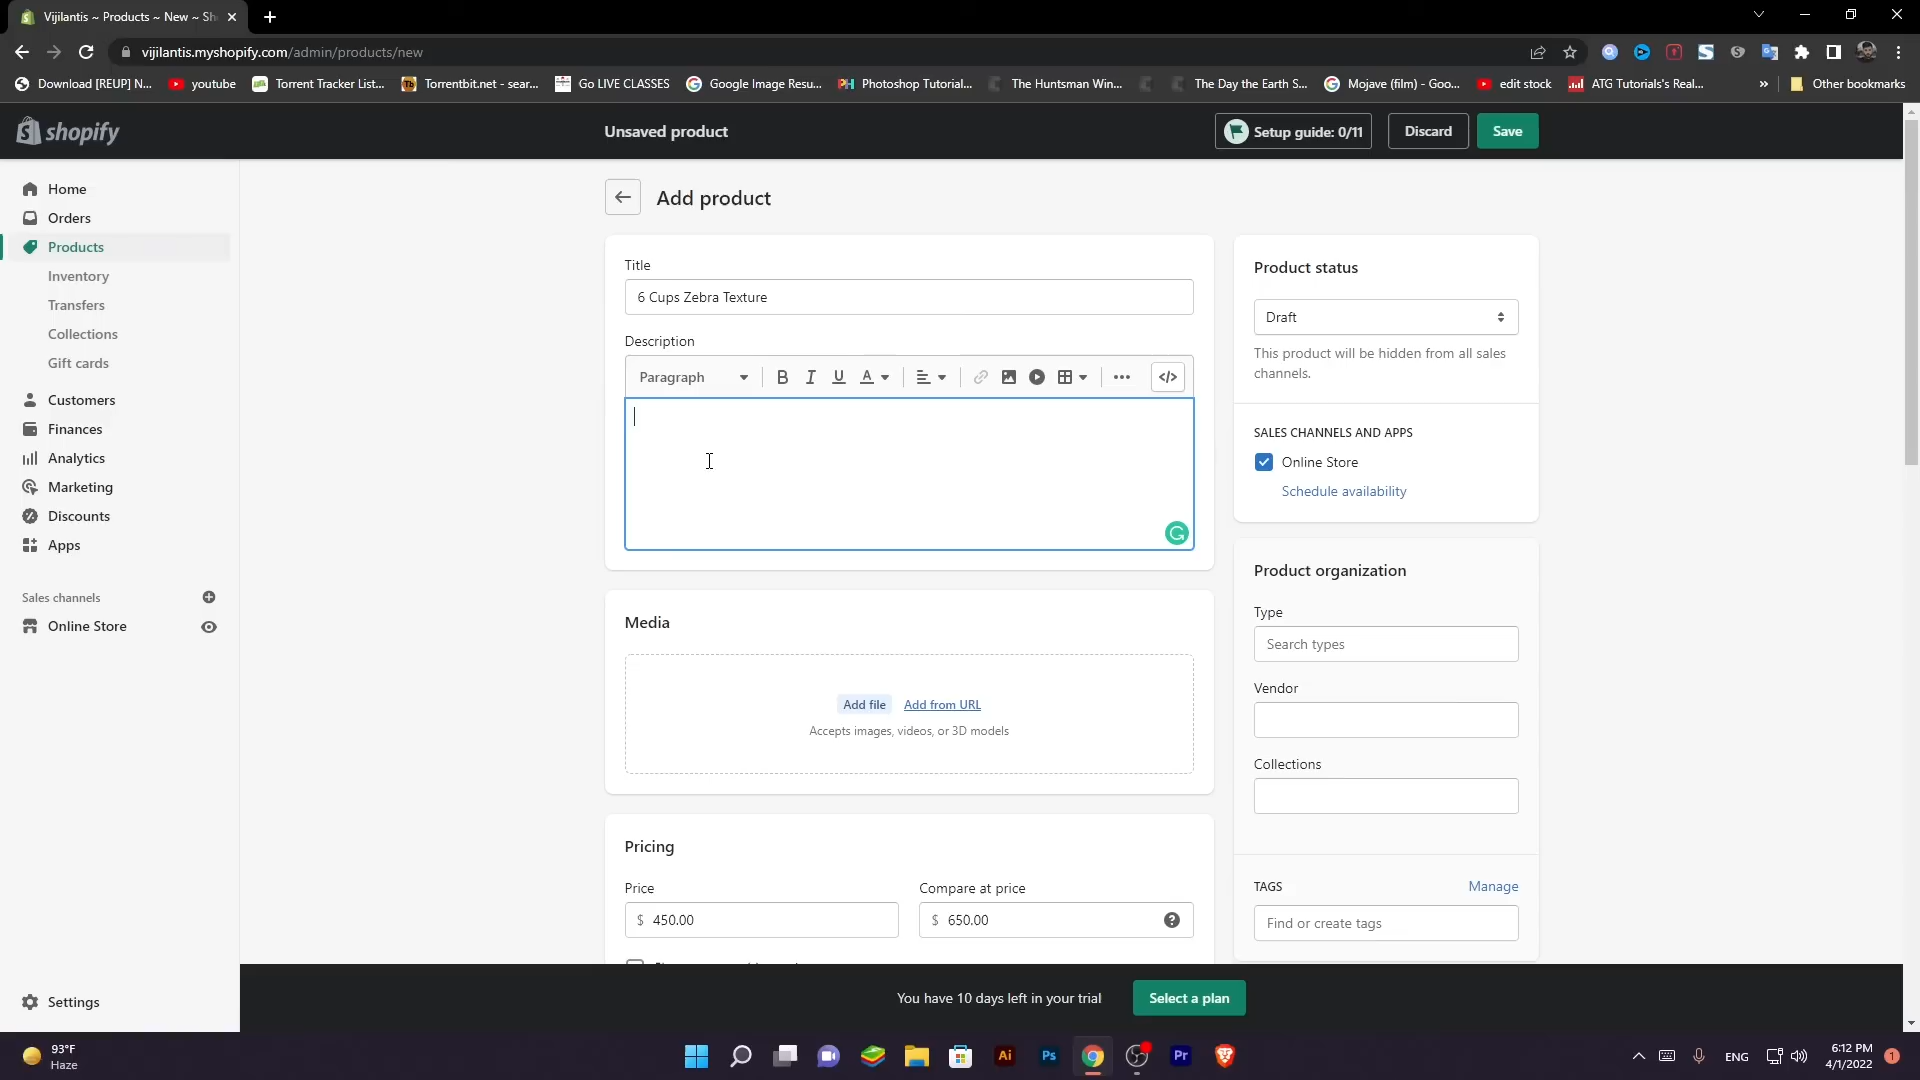 Vijilantis ~ Products ~ New ~ Sh
vijilantis.myshopify.com/admin/products/new
Download [REUP] N...
youtube
Torrent Tracker List...
Torrentbit.net - sear...
Go LIVE CLASSES
Google Image Resu...
Photoshop Tutorial...
The Huntsman Win...
The Day the Earth S...
Mojave (film) - Goo...
edit stock
ATG Tutorials's Real...
Other bookmarks
shopify
Unsaved product
Setup guide: 0/11
Discard
Save
Home
Orders
Products
Inventory
Transfers
Collections
Gift cards
Customers
Finances
Analytics
Marketing
Discounts
Apps
Sales channels
Online Store
Settings
Add product
Title
6 Cups Zebra Texture
Description
Paragraph
B I U A
</>
Media
Add file Add from URL
Accepts images, videos, or 3D models
Pricing
Price
Compare at price
$ 450.00
$ 650.00
Product status
Draft
This product will be hidden from all sales
channels.
SALES CHANNELS AND APPS
Online Store
Schedule availability
Product organization
Type
Search types
Vendor
Collections
TAGS
Manage
Find or create tags
You have 10 days left in your trial
Select a plan
93°F
Haze
Ai
Ps
Pr
ENG
6:12 PM
4/1/2022
1